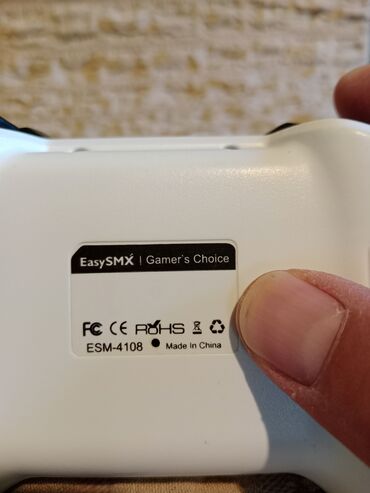 EasySMX | Gamer's Choice
FC CE RoHS
ESM-4108 Made In China